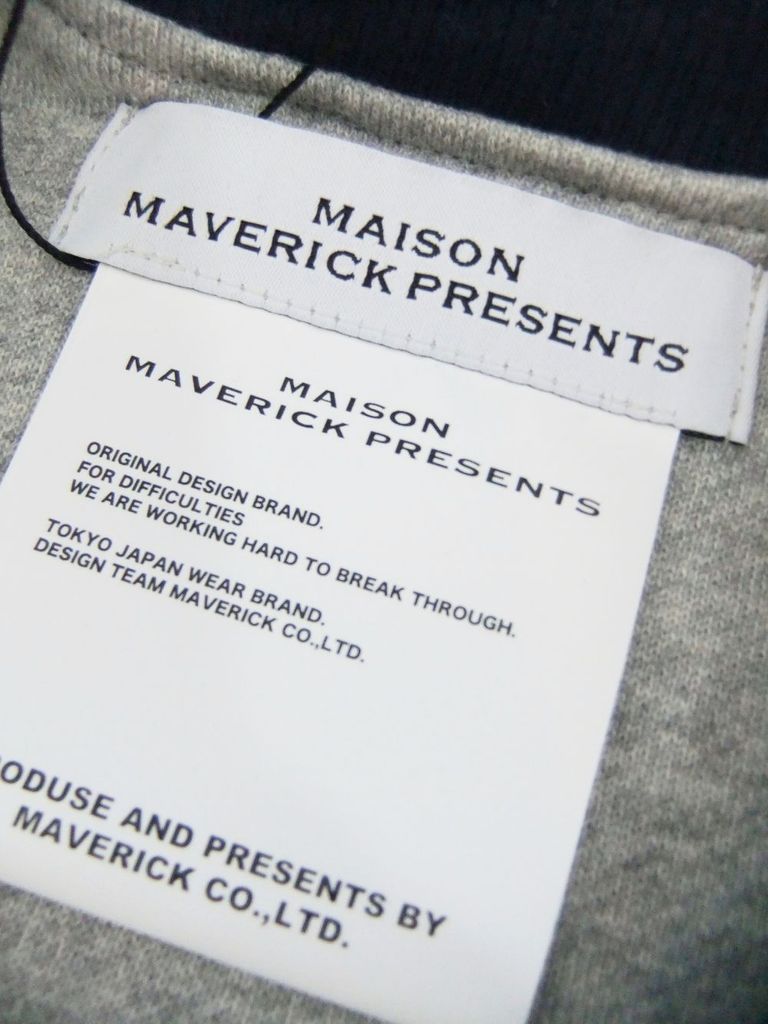 MAISON
MAVERICK PRESENTS
MAISON
MAVERICK PRESENTS
ORIGINAL DESIGN BRAND.
FOR DIFFICULTIES
WE ARE WORKING HARD TO BREAK THROUGH.
TOKYO JAPAN WEAR BRAND.
DESIGN TEAM MAVERICK CO.,LTD.
ODUSE AND PRESENTS BY
MAVERICK CO.,LTD.